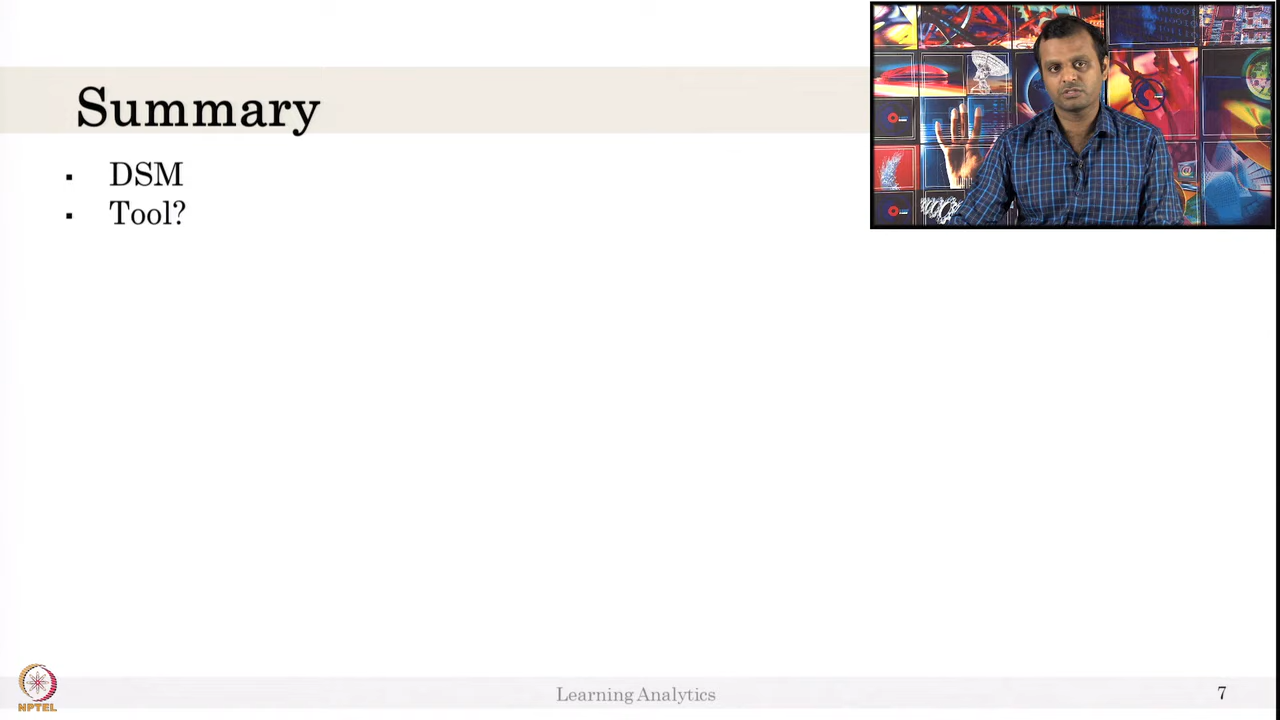 Summary
▪ DSM
▪ Tool?
NPTEL
Learning Analytics
7